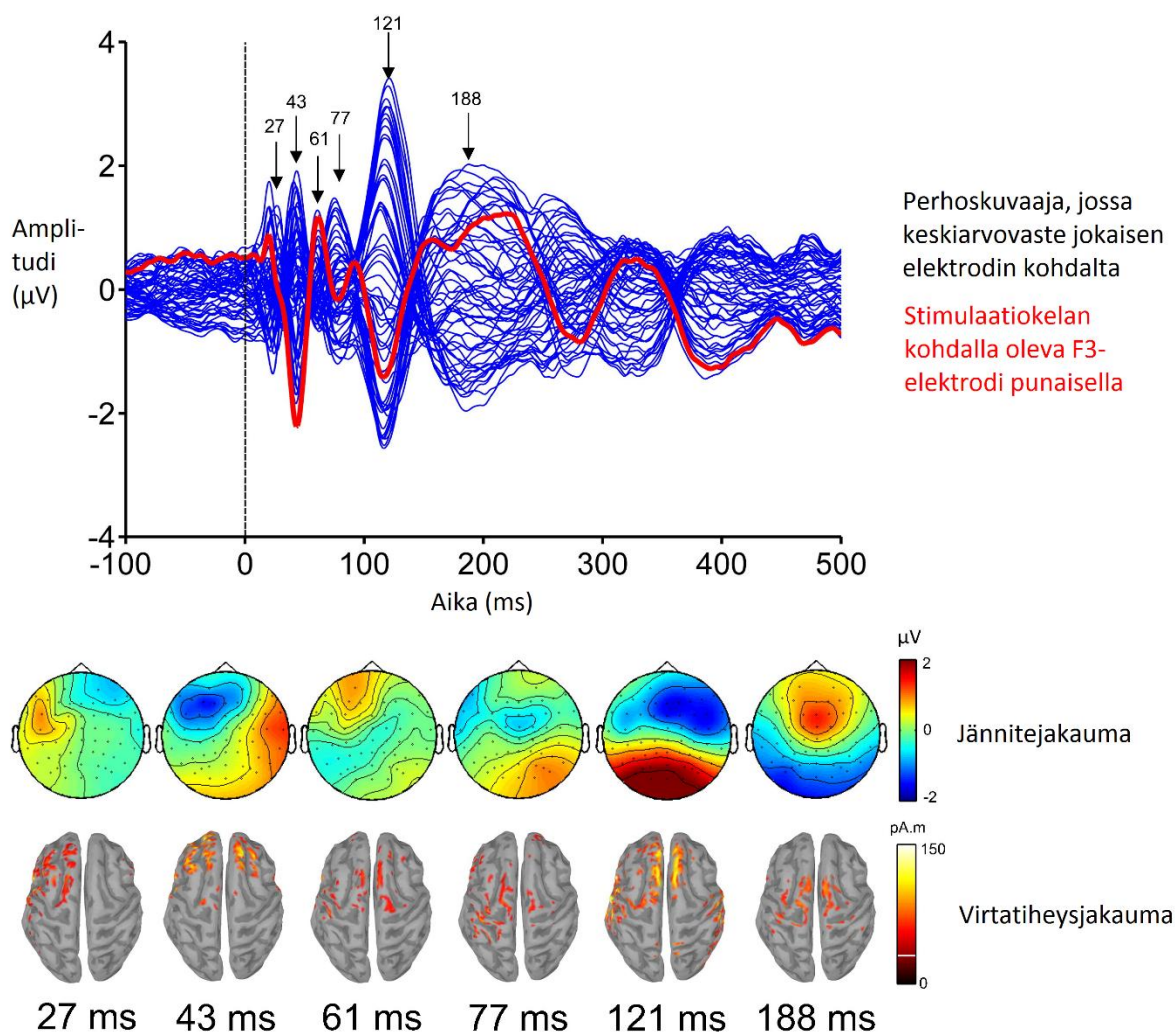 4
2
0
-2
-4
Ampli-
tudi
(µV)
27
43
61
77
121
188
-100
0
100
200
300
400
500
Aika (ms)
Perhoskuvaaja, jossa
keskiarvovaste jokaisen
elektrodin kohdalta
Stimulaatiokelan
kohdalla oleva F3-
elektrodi punaisella
µV
2
0
-2
Jännitejakauma
pA.m
150
0
Virtatiheysjakauma
27 ms
43 ms
61 ms
77 ms
121 ms
188 ms